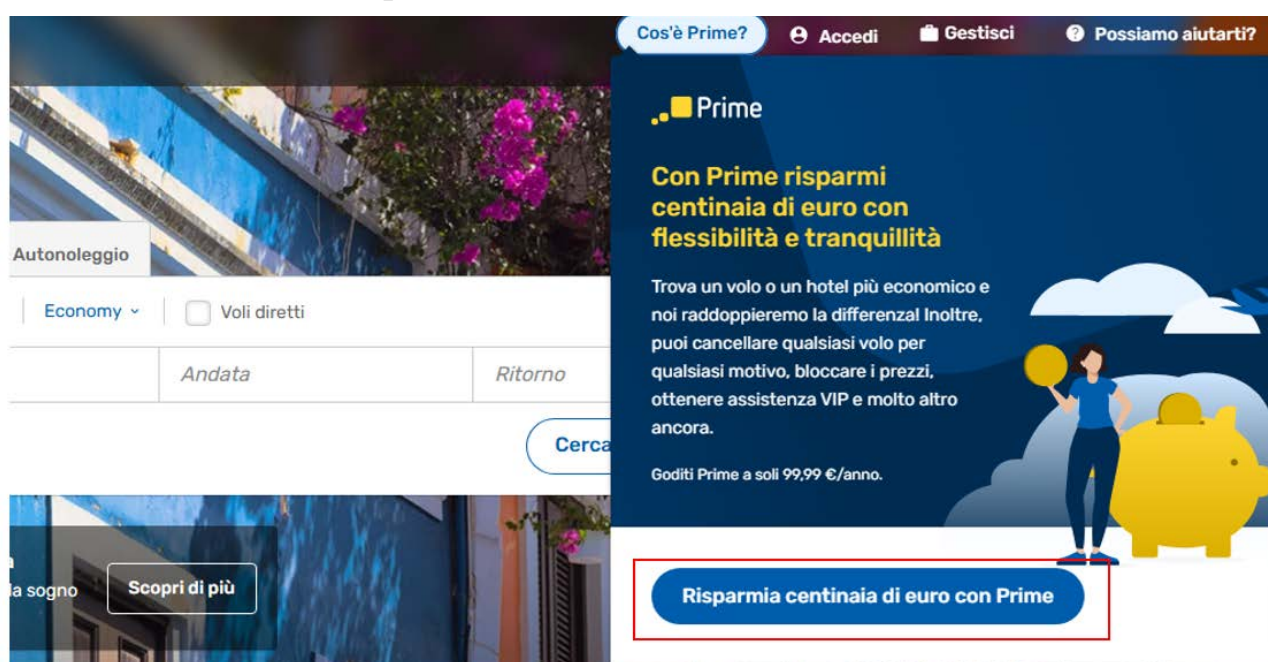 Cos'è Prime?
Accedi
Gestisci
Possiamo aiutarti?
Prime
Con Prime risparmi
centinaia di euro con
flessibilità e tranquillità
Trova un volo o un hotel più economico e
noi raddoppieremo la differenza! Inoltre,
puoi cancellare qualsiasi volo per
qualsiasi motivo, bloccare i prezzi,
ottenere assistenza VIP e molto altro
ancora.
Goditi Prime a soli 99,99 €/anno.
Risparmia centinaia di euro con Prime
Autonoleggio
Economy
Voli diretti
Andata
Ritorno
Cerca
la sogno
Scopri di più